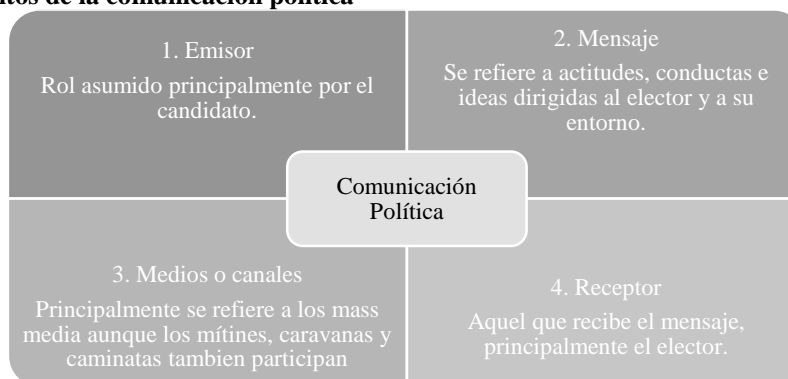 tos de la comunicación política
1. Emisor
Rol asumido principalmente por el
candidato.
2. Mensaje
Se refiere a actitudes, conductas e
ideas dirigidas al elector y a su
entorno.
Comunicación
Política
3. Medios o canales
Principalmente se refiere a los mass
media aunque los mítines, caravanas y
caminatas tambien participan
4. Receptor
Aquel que recibe el mensaje,
principalmente el elector.